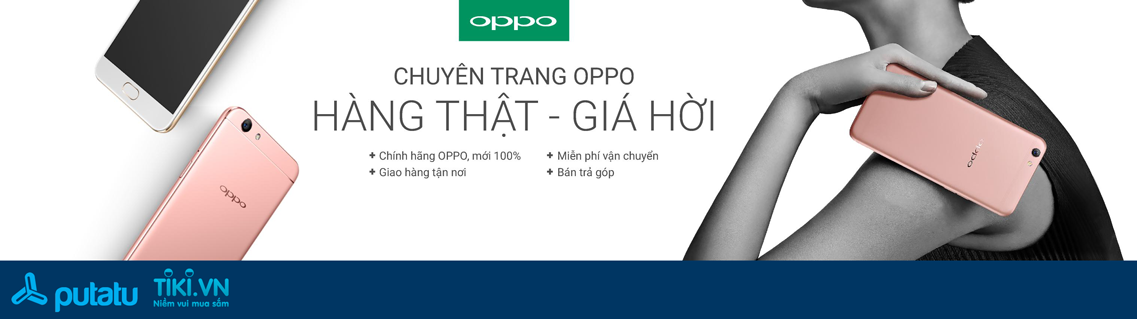 oppo
CHUYÊN TRANG OPPO
HÀNG THẬT - GIÁ HỜI
+ Chính hãng OPPO, mới 100%
+ Miễn phí vận chuyển
+ Giao hàng tận nơi
+ Bán trả góp
oppo
oppo
putatu
TIKI.VN
Niềm vui mua sắm